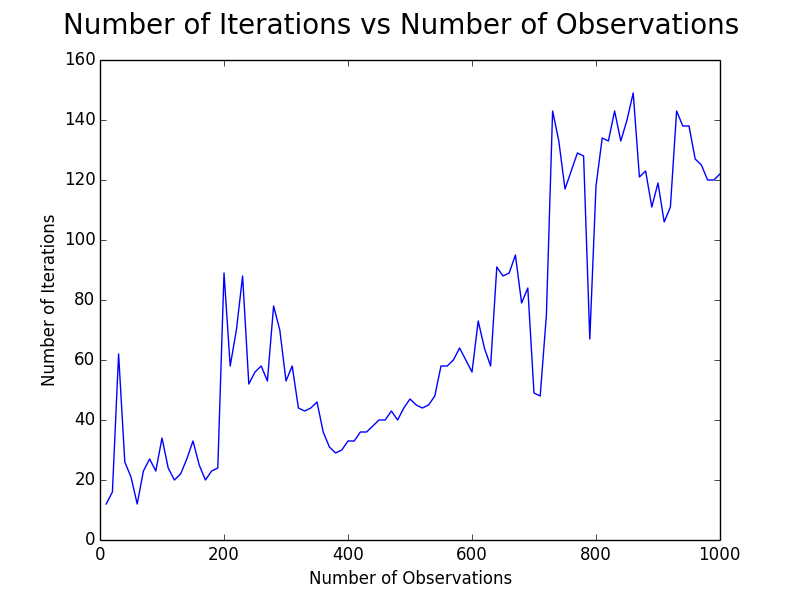 Number of Iterations vs Number of Observations
160
140
120
100
80
60
40
20
0
Number of Iterations
0 200 400 600 800 1000
Number of Observations